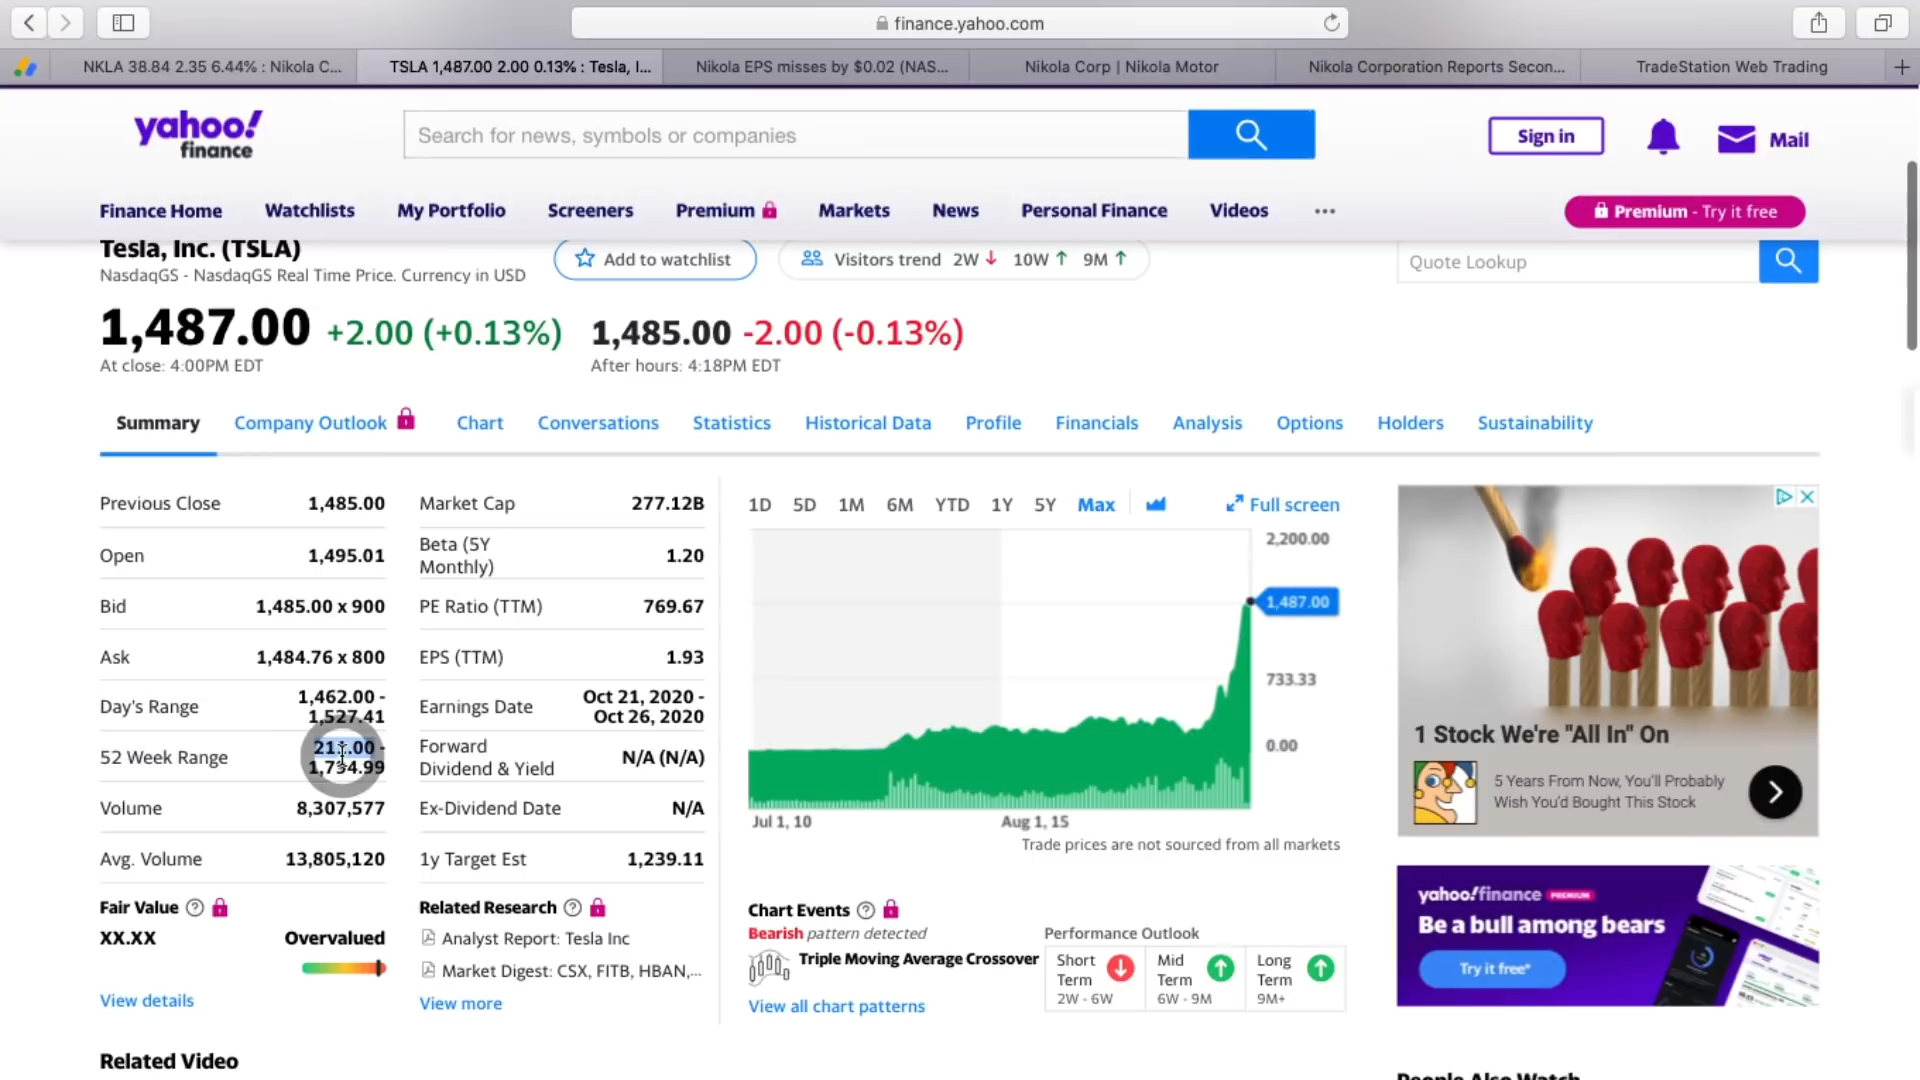 finance.yahoo.com
NKLA 38.84 2.35 6.44% : Nikola C...
TSLA 1,487.00 2.00 0.13% : Tesla, I...
Nikola EPS misses by $0.02 (NAS...
Nikola Corp | Nikola Motor
Nikola Corporation Reports Secon...
TradeStation Web Trading
yahoo!
finance
Search for news, symbols or companies
Sign in
Mail
Finance Home
Watchlists
My Portfolio
Screeners
Premium
Markets
News
Personal Finance
Videos
Premium - Try it free
Tesla, Inc. (TSLA)
NasdaqGS - NasdaqGS Real Time Price. Currency in USD
Add to watchlist
Visitors trend 2W ↓ 10W ↑ 9M ↑
Quote Lookup
1,487.00 +2.00 (+0.13%)
At close: 4:00PM EDT
1,485.00 -2.00 (-0.13%)
After hours: 4:18PM EDT
Summary
Company Outlook
Chart
Conversations
Statistics
Historical Data
Profile
Financials
Analysis
Options
Holders
Sustainability
Previous Close 1,485.00
Open 1,495.01
Bid 1,485.00 x 900
Ask 1,484.76 x 800
Day's Range 1,462.00 -
1,527.41
52 Week Range
.00 -
1,734.99
Volume 8,307,577
Avg. Volume 13,805,120
Market Cap 277.12B
Beta (5Y
Monthly) 1.20
PE Ratio (TTM) 769.67
EPS (TTM) 1.93
Earnings Date Oct 21, 2020 -
Oct 26, 2020
Forward
Dividend & Yield N/A (N/A)
Ex-Dividend Date N/A
1y Target Est 1,239.11
Fair Value
XX.XX Overvalued
View details
Related Research
Analyst Report: Tesla Inc
Market Digest: CSX, FITB, HBAN,...
View more
1D 5D 1M 6M YTD 1Y 5Y Max
Full screen
2,200.00
1,487.00
733.33
0.00
Jul 1, 10
Aug 1, 15
Trade prices are not sourced from all markets
Chart Events
Bearish pattern detected
Triple Moving Average Crossover
View all chart patterns
Performance Outlook
Short
Term
2W - 6W
Mid
Term
6W - 9M
Long
Term
9M+
1 Stock We're "All In" On
5 Years From Now, You'll Probably
Wish You'd Bought This Stock
yahoo!finance PREMIUM
Be a bull among bears
Try it free*
Related Video
People Also Watch